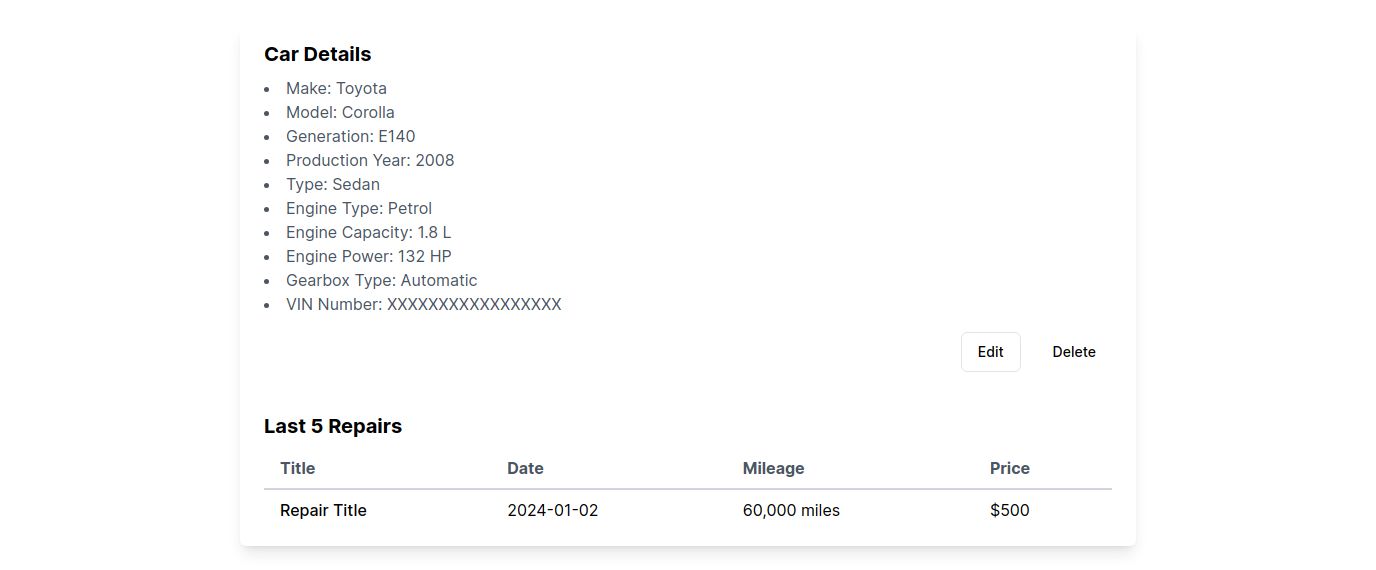 Car Details
Make: Toyota
Model: Corolla
Generation: E140
Production Year: 2008
Type: Sedan
Engine Type: Petrol
Engine Capacity: 1.8 L
Engine Power: 132 HP
Gearbox Type: Automatic
VIN Number: XXXXXXXXXXXXXXXXX
Edit Delete
Last 5 Repairs
Title Date Mileage Price
Repair Title 2024-01-02 60,000 miles $500